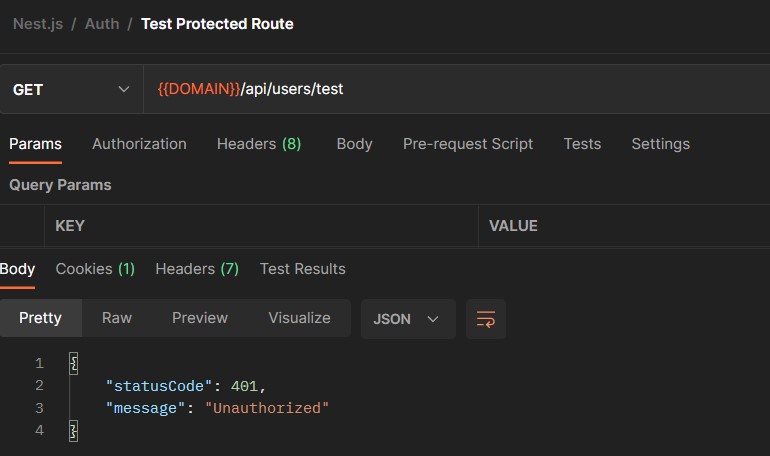 Nest.js / Auth / Test Protected Route
GET {{DOMAIN}}/api/users/test
Params Authorization Headers (8) Body Pre-request Script Tests Settings
Query Params
KEY VALUE
Body Cookies (1) Headers (7) Test Results
Pretty Raw Preview Visualize JSON
1 {
2 "statusCode": 401,
3 "message": "Unauthorized"
4 }